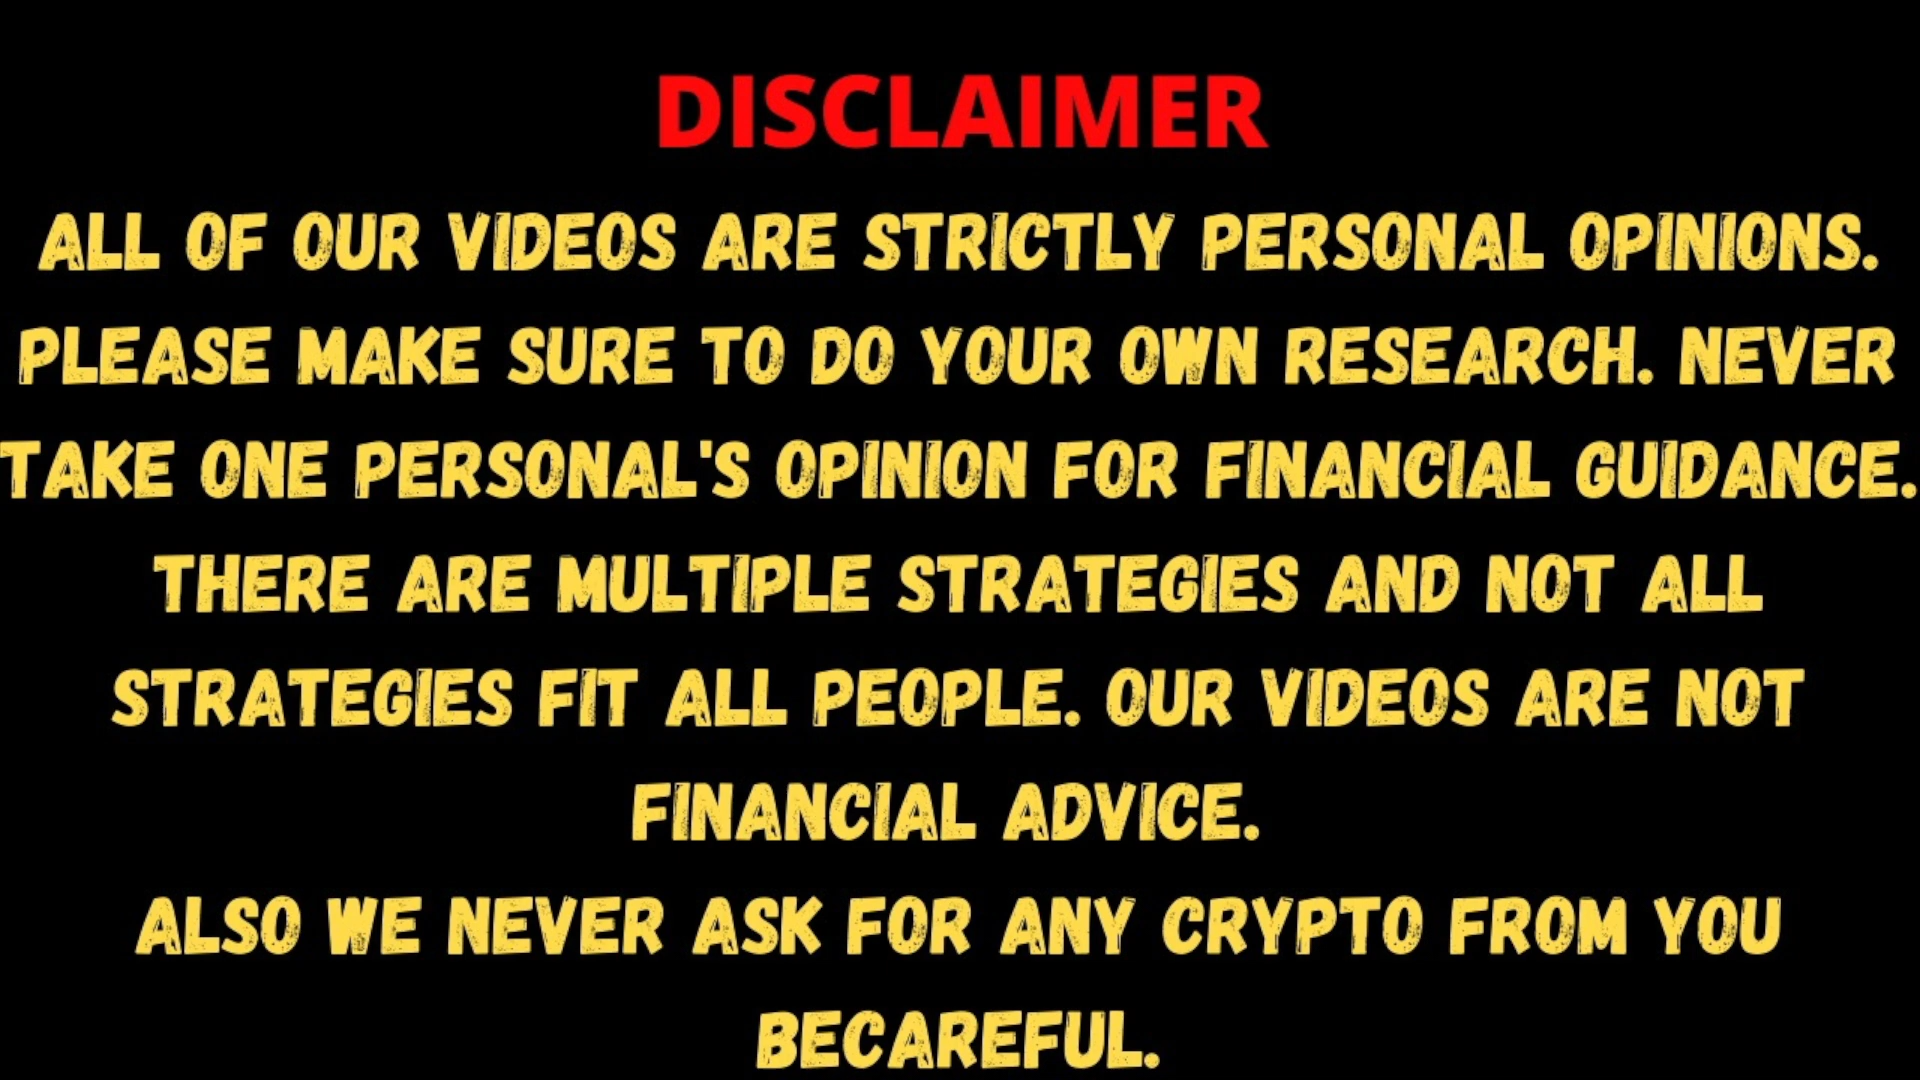 DISCLAIMER
ALL OF OUR VIDEOS ARE STRICTLY PERSONAL OPINIONS.
PLEASE MAKE SURE TO DO YOUR OWN RESEARCH. NEVER
TAKE ONE PERSONAL'S OPINION FOR FINANCIAL GUIDANCE.
THERE ARE MULTIPLE STRATEGIES AND NOT ALL
STRATEGIES FIT ALL PEOPLE. OUR VIDEOS ARE NOT
FINANCIAL ADVICE.
ALSO WE NEVER ASK FOR ANY CRYPTO FROM YOU
BECAREFUL.